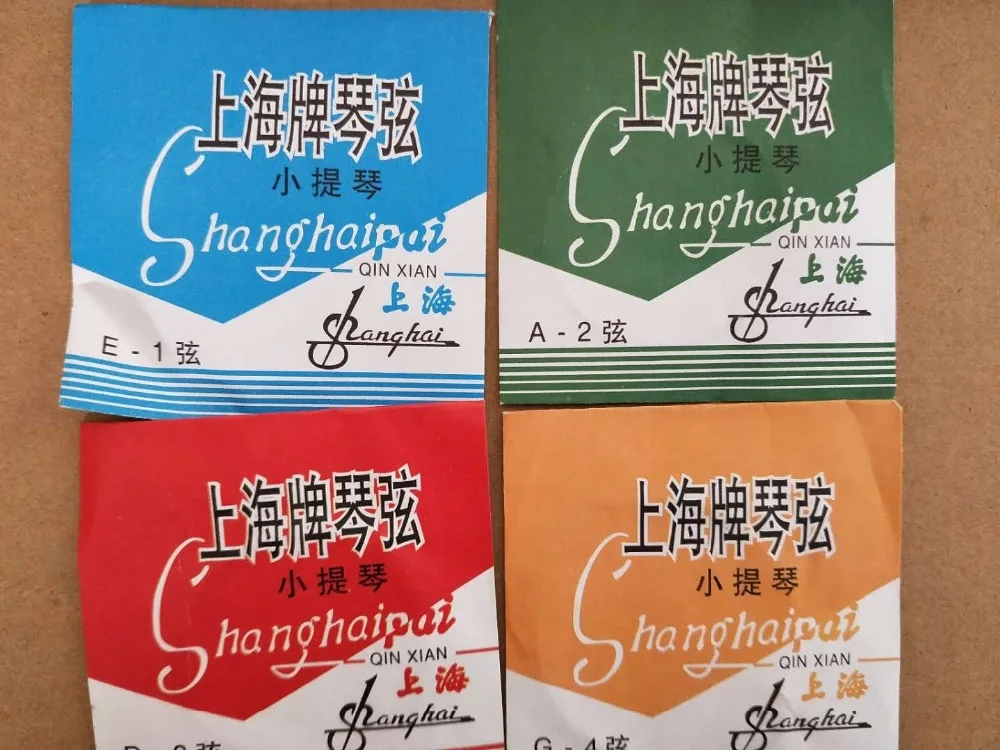 上海牌琴弦
小提琴
Shanghaipai
QIN XIAN
上海
Shanghai
E - 1 弦
上海牌琴弦
小提琴
Shanghaipai
QIN XIAN
上海
Shanghai
A - 2 弦
上海牌琴弦
小提琴
Shanghaipai
QIN XIAN
上海
Shanghai
D - 3 弦
上海牌琴弦
小提琴
Shanghaipai
QIN XIAN
上海
Shanghai
G - 4 弦